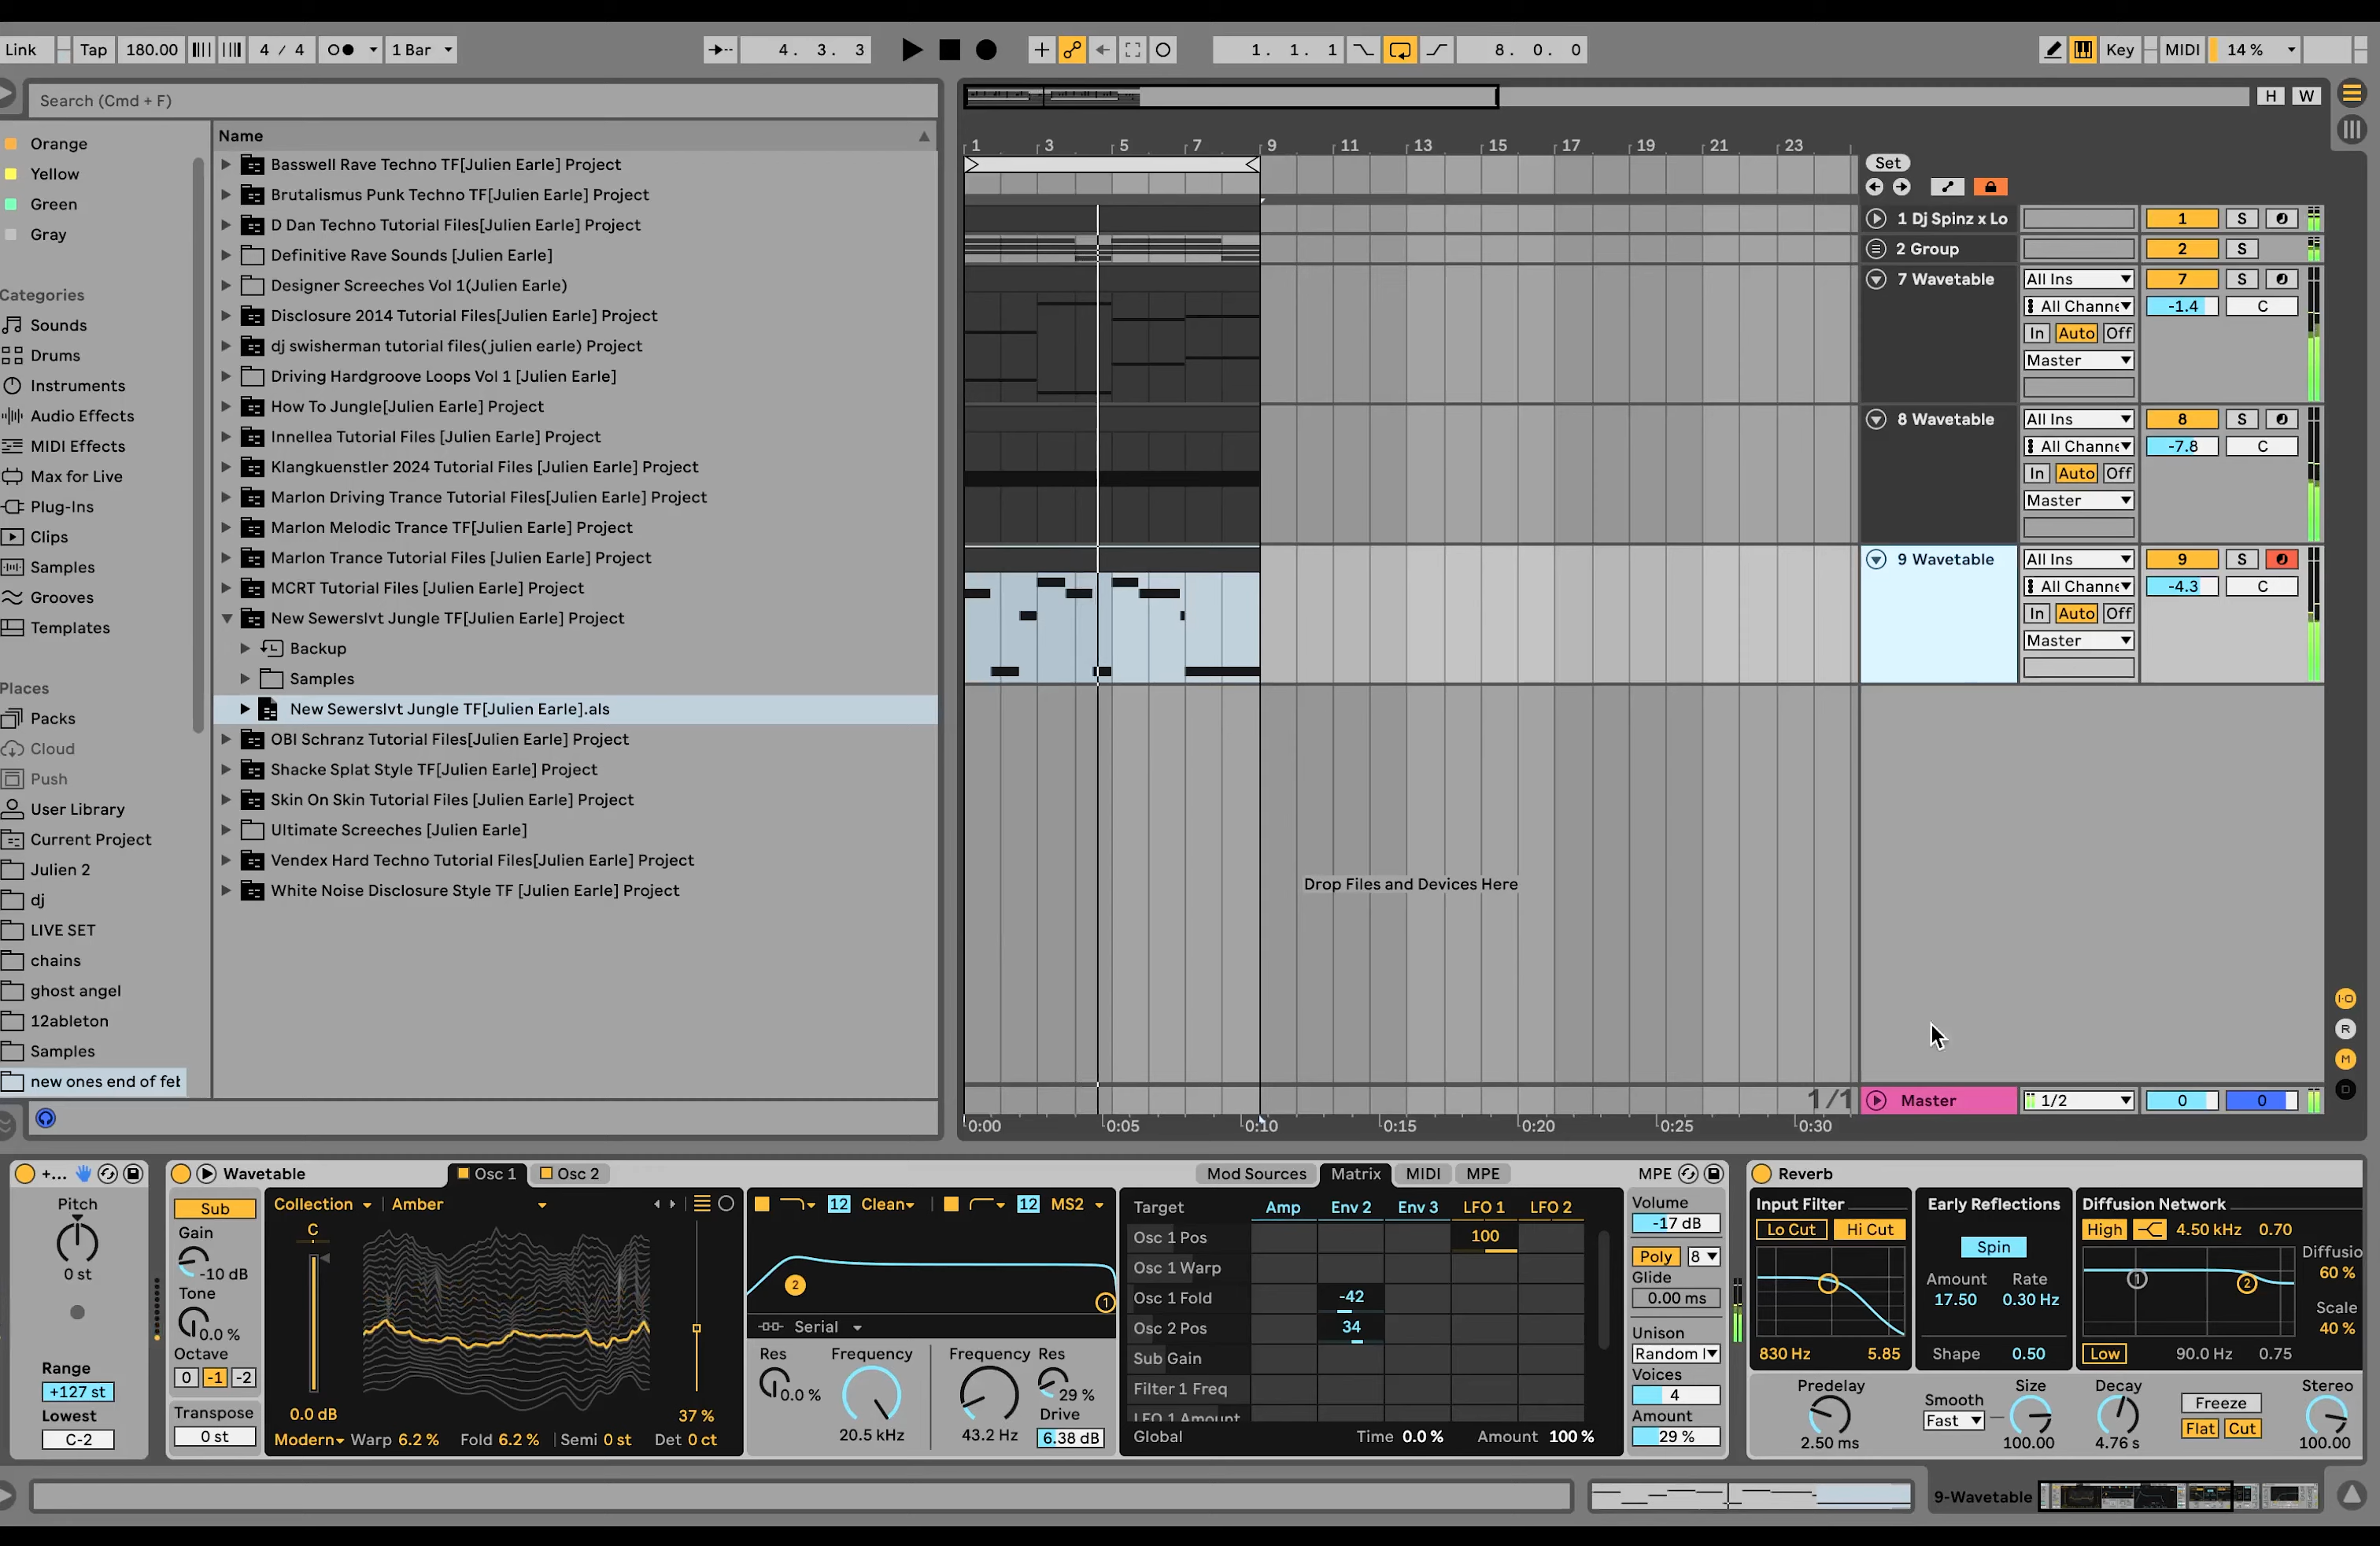 Link Tap 180.00 4 / 4 1 Bar 4. 3. 3 1. 1. 1 8. 0. 0 Key MIDI 14 %
Search (Cmd + F)
H W
Name
Orange
Yellow
Green
Gray
Categories
Sounds
Drums
Instruments
Audio Effects
MIDI Effects
Max for Live
Plug-Ins
Clips
Samples
Grooves
Templates
Places
Packs
Cloud
Push
User Library
Current Project
Julien 2
dj
LIVE SET
chains
ghost angel
12ableton
Samples
new ones end of feb
Basswell Rave Techno TF[Julien Earle] Project
Brutalismus Punk Techno TF[Julien Earle] Project
D Dan Techno Tutorial Files[Julien Earle] Project
Definitive Rave Sounds [Julien Earle]
Designer Screeches Vol 1(Julien Earle)
Disclosure 2014 Tutorial Files[Julien Earle] Project
dj swisherman tutorial files(julien earle) Project
Driving Hardgroove Loops Vol 1 [Julien Earle]
How To Jungle[Julien Earle] Project
Innellea Tutorial Files [Julien Earle] Project
Klangkuenstler 2024 Tutorial Files [Julien Earle] Project
Marlon Driving Trance Tutorial Files[Julien Earle] Project
Marlon Melodic Trance TF[Julien Earle] Project
Marlon Trance Tutorial Files [Julien Earle] Project
MCRT Tutorial Files [Julien Earle] Project
New Sewerslvt Jungle TF[Julien Earle] Project
Backup
Samples
New Sewerslvt Jungle TF[Julien Earle].als
OBI Schranz Tutorial Files[Julien Earle] Project
Shacke Splat Style TF[Julien Earle] Project
Skin On Skin Tutorial Files [Julien Earle] Project
Ultimate Screeches [Julien Earle]
Vendex Hard Techno Tutorial Files[Julien Earle] Project
White Noise Disclosure Style TF [Julien Earle] Project
1 3 5 7 9 11 13 15 17 19 21 23
Set
1 Dj Spinz x Lo 1 S
2 Group 2 S
7 Wavetable All Ins 7 S
All Channe -1.4 C
In Auto Off
Master
8 Wavetable All Ins 8 S
All Channe -7.8 C
In Auto Off
Master
9 Wavetable All Ins 9 S
All Channe -4.3 C
In Auto Off
Master
Drop Files and Devices Here
I·O
R
M
D
1/1 Master 1/2 0 0
0:00 0:05 0:10 0:15 0:20 0:25 0:30
+...
Pitch
0 st
Range
+127 st
Lowest
C-2
Wavetable Osc 1 Osc 2
Sub
Gain
-10 dB
Tone
0.0 %
Octave
0 -1 -2
Transpose
0 st
Collection Amber
C
0.0 dB 37 %
Modern Warp 6.2 % Fold 6.2 % Semi 0 st Det 0 ct
12 Clean 12 MS2
2
1
Serial
Res Frequency Frequency Res
0.0 % 29 %
Drive
20.5 kHz 43.2 Hz 6.38 dB
Mod Sources Matrix MIDI MPE
Target Amp Env 2 Env 3 LFO 1 LFO 2
Osc 1 Pos 100
Osc 1 Warp
Osc 1 Fold -42
Osc 2 Pos 34
Sub Gain
Filter 1 Freq
LFO 1 Amount
Global Time 0.0 % Amount 100 %
MPE
Volume
-17 dB
Poly 8
Glide
0.00 ms
Unison
Random
Voices
4
Amount
29 %
Reverb
Input Filter
Lo Cut Hi Cut
830 Hz 5.85
Early Reflections
Spin
Amount Rate
17.50 0.30 Hz
Shape 0.50
Diffusion Network
High 4.50 kHz 0.70
Diffusio
60 %
1 2
Scale
40 %
Low 90.0 Hz 0.75
Predelay
2.50 ms
Smooth
Fast
Size
100.00
Decay
4.76 s
Freeze
Flat Cut
Stereo
100.00
9-Wavetable